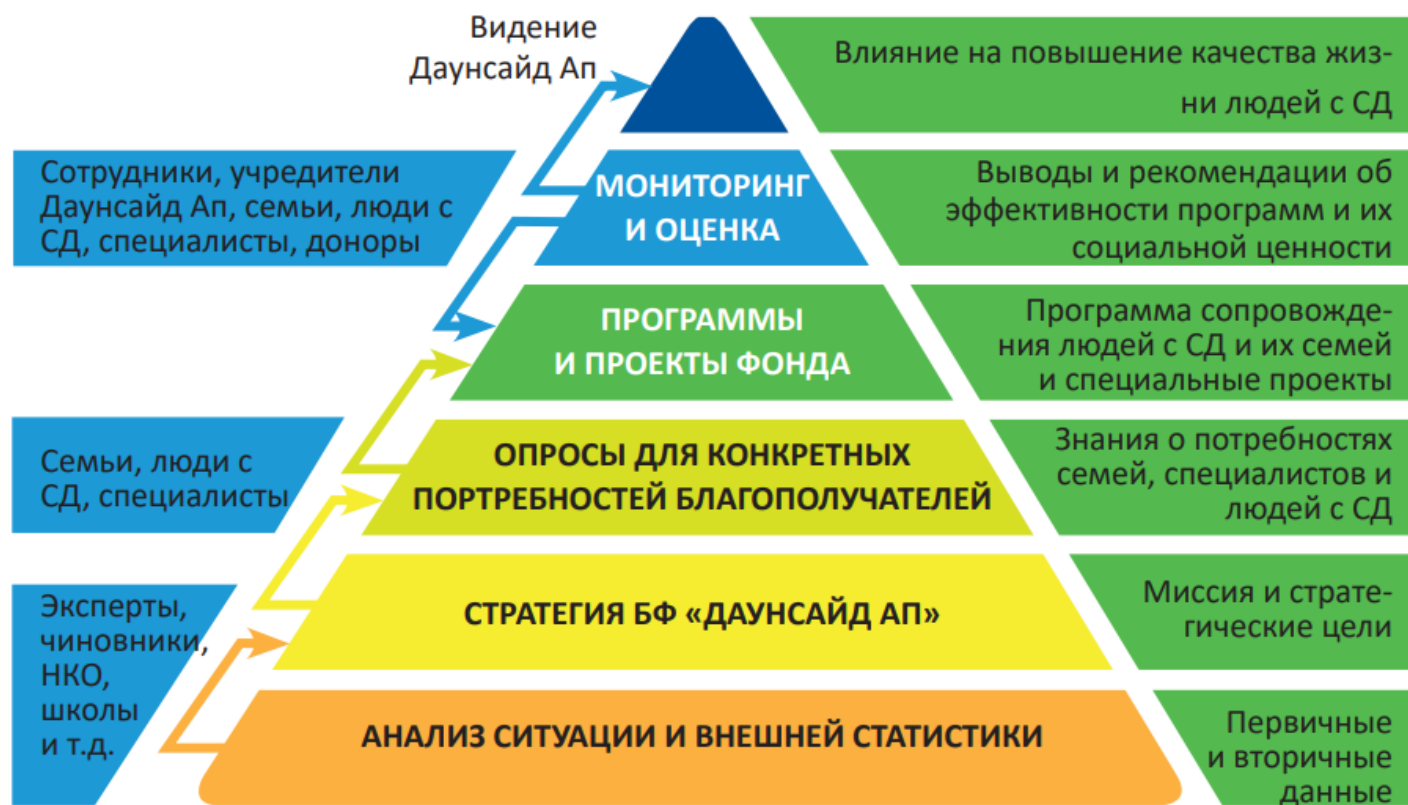 Видение
Даунсайд Ап
Влияние на повышение качества жиз-
ни людей с СД
Сотрудники, учредители
Даунсайд Ап, семьи, люди с
СД, специалисты, доноры
МОНИТОРИНГ
И ОЦЕНКА
Выводы и рекомендации об
эффективности программ и их
социальной ценности
ПРОГРАММЫ
И ПРОЕКТЫ ФОНДА
Программа сопровожде-
ния людей с СД и их семей
и специальные проекты
Семьи, люди с
СД, специалисты
ОПРОСЫ ДЛЯ КОНКРЕТНЫХ
ПОРТРЕБНОСТЕЙ БЛАГОПОЛУЧАТЕЛЕЙ
Знания о потребностях
семей, специалистов и
людей с СД
Эксперты,
чиновники,
НКО,
школы
и т.д.
СТРАТЕГИЯ БФ «ДАУНСАЙД АП»
Миссия и страте-
гические цели
АНАЛИЗ СИТУАЦИИ И ВНЕШНЕЙ СТАТИСТИКИ
Первичные
и вторичные
данные